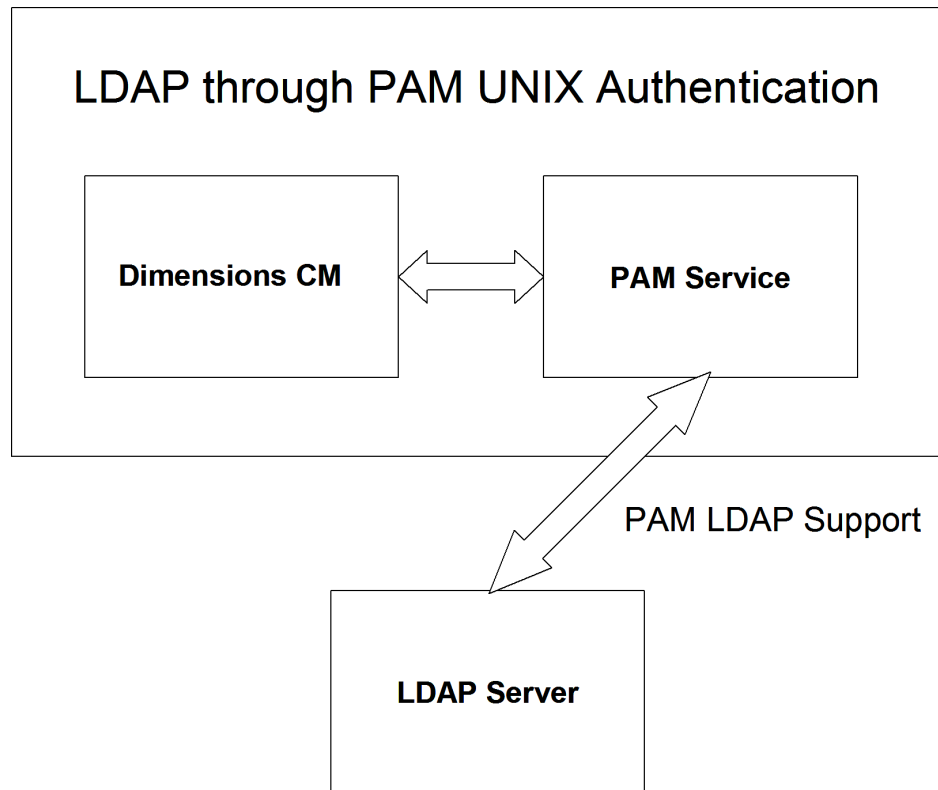 LDAP through PAM UNIX Authentication
Dimensions CM
PAM Service
PAM LDAP Support
LDAP Server